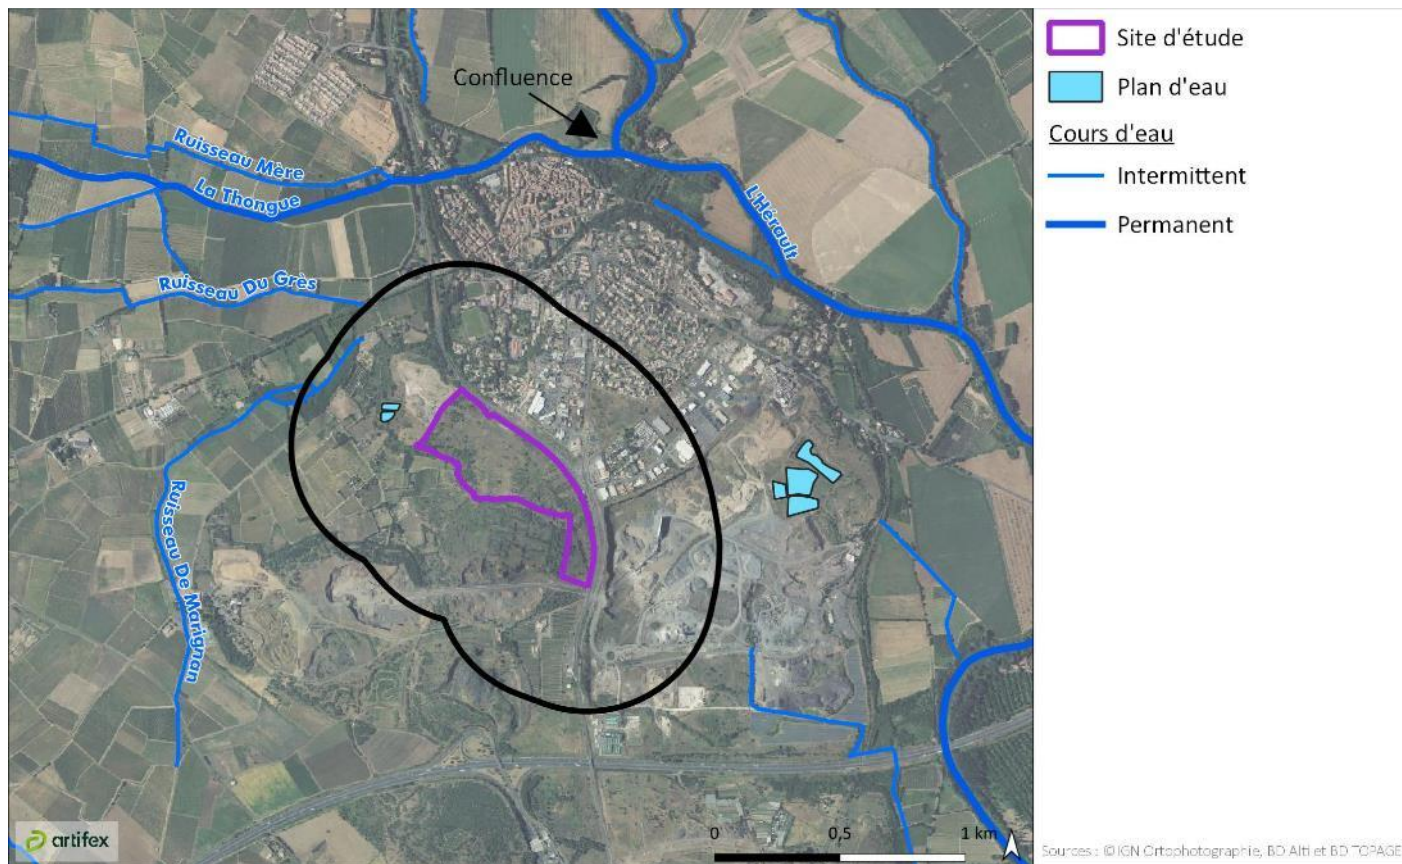 Confluence
Ruisseau Mère
La Thongue
L'Hérault
Ruisseau Du Grès
Ruisseau De Marignan
artifex
0 0,5 1 km
Site d'étude
Plan d'eau
Cours d'eau
Intermittent
Permanent
Sources : © IGN Ortophotographie, BD Alti et BD TOPAGE